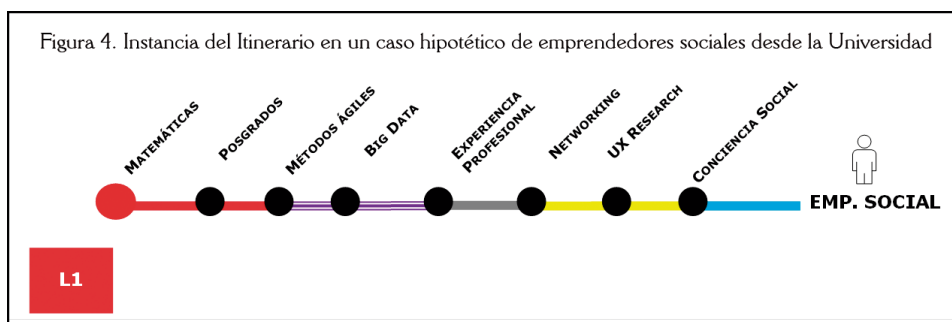 Figura 4. Instancia del Itinerario en un caso hipotético de emprendedores sociales desde la Universidad
MATEMÁTICAS
POSGRADOS
MÉTODOS ÁGILES
BIG DATA
EXPERIENCIA
PROFESIONAL
NETWORKING
UX RESEARCH
CONCIENCIA SOCIAL
EMP. SOCIAL
L1